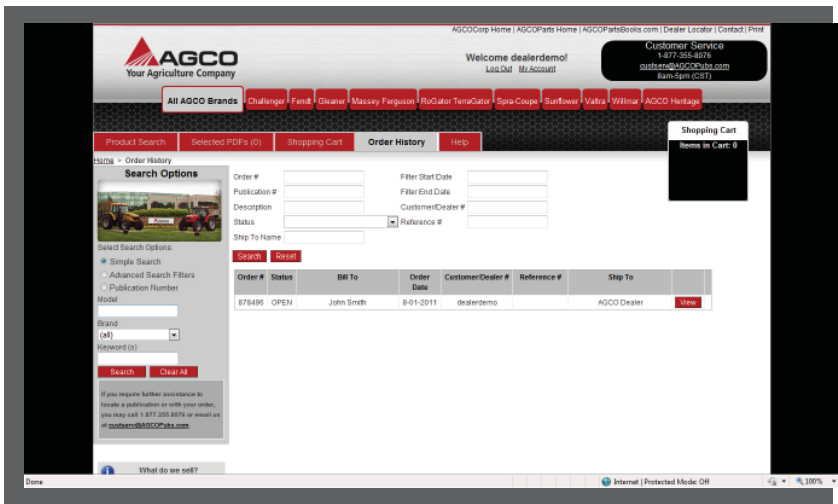 AGCOCorp Home | AGCOParts Home | AGCOPartsBooks.com | Dealer Locator | Contact | Print
AGCO
Your Agriculture Company
Welcome dealerdemo!
Log Out My Account
Customer Service
1-877-355-8076
custserv@AGCOPubs.com
8am-5pm (CST)
All AGCO Brands Challenger Fendt Gleaner Massey Ferguson RoGator TerraGator Spra-Coupe Sunflower Valtra Willmar AGCO Heritage
Product Search Selected PDFs (0) Shopping Cart Order History Help
Shopping Cart
Items in Cart: 0
Home > Order History
Search Options
Select Search Options:
Simple Search
Advanced Search Filters
Publication Number
Model
Brand
(all)
Keyword (s)
Search Clear All
If you require further assistance to
locate a publication or with your order,
you may call 1.877.355.8076 or email us
at custserv@AGCOPubs.com.
What do we sell?
Order # Filter Start Date
Publication # Filter End Date
Description Customer/Dealer #
Status Reference #
Ship To Name
Search Reset
Order # Status Bill To Order Date Customer/Dealer # Reference # Ship To
878496 OPEN John Smith 8-01-2011 dealerdemo AGCO Dealer View
Done Internet | Protected Mode: Off 100%